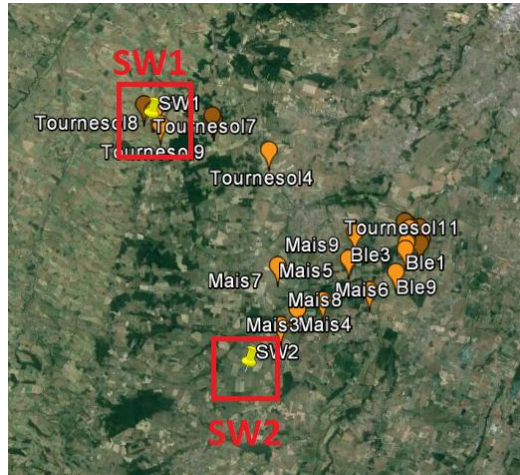 SW1
SW1
Tournesol8
Tournesol7
Tournesol9
Tournesol4
Tournesol11
Mais9
Ble3
Ble1
Mais5
Mais7
Mais6
Ble9
Mais8
Mais3
Mais4
SW2
SW2